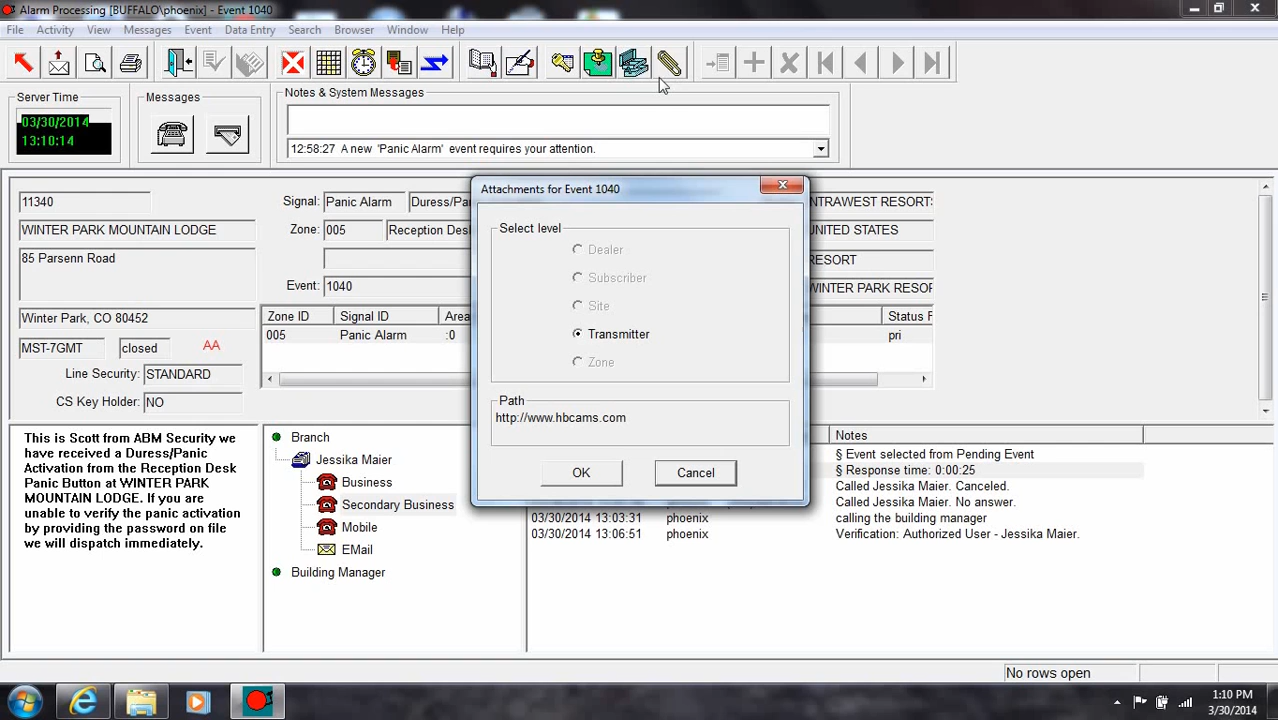 Alarm Processing [BUFFALO\phoenix] - Event 1040
File Activity View Messages Event Data Entry Search Browser Window Help
Server Time
03/30/2014
13:10:14
Messages
Notes & System Messages
12:58:27 A new 'Panic Alarm' event requires your attention.
11340
WINTER PARK MOUNTAIN LODGE
85 Parsenn Road
Winter Park, CO 80452
MST-7GMT closed AA
Line Security: STANDARD
CS Key Holder: NO
Signal: Panic Alarm Duress/Pa
Zone: 005 Reception Des
Event: 1040
Zone ID Signal ID Area
005 Panic Alarm :0
Attachments for Event 1040
Select level
Dealer
Subscriber
Site
Transmitter
Zone
Path
http://www.hbcams.com
OK Cancel
NTRAWEST RESORT
UNITED STATES
RESORT
WINTER PARK RESOR
Status F
pri
This is Scott from ABM Security we
have received a Duress/Panic
Activation from the Reception Desk
Panic Button at WINTER PARK
MOUNTAIN LODGE. If you are
unable to verify the panic activation
by providing the password on file
we will dispatch immediately.
Branch
Jessika Maier
Business
Secondary Business
Mobile
EMail
Building Manager
Notes
§ Event selected from Pending Event
§ Response time: 0:00:25
Called Jessika Maier. Canceled.
Called Jessika Maier. No answer.
03/30/2014 13:03:31 phoenix calling the building manager
03/30/2014 13:06:51 phoenix Verification: Authorized User - Jessika Maier.
No rows open
1:10 PM
3/30/2014